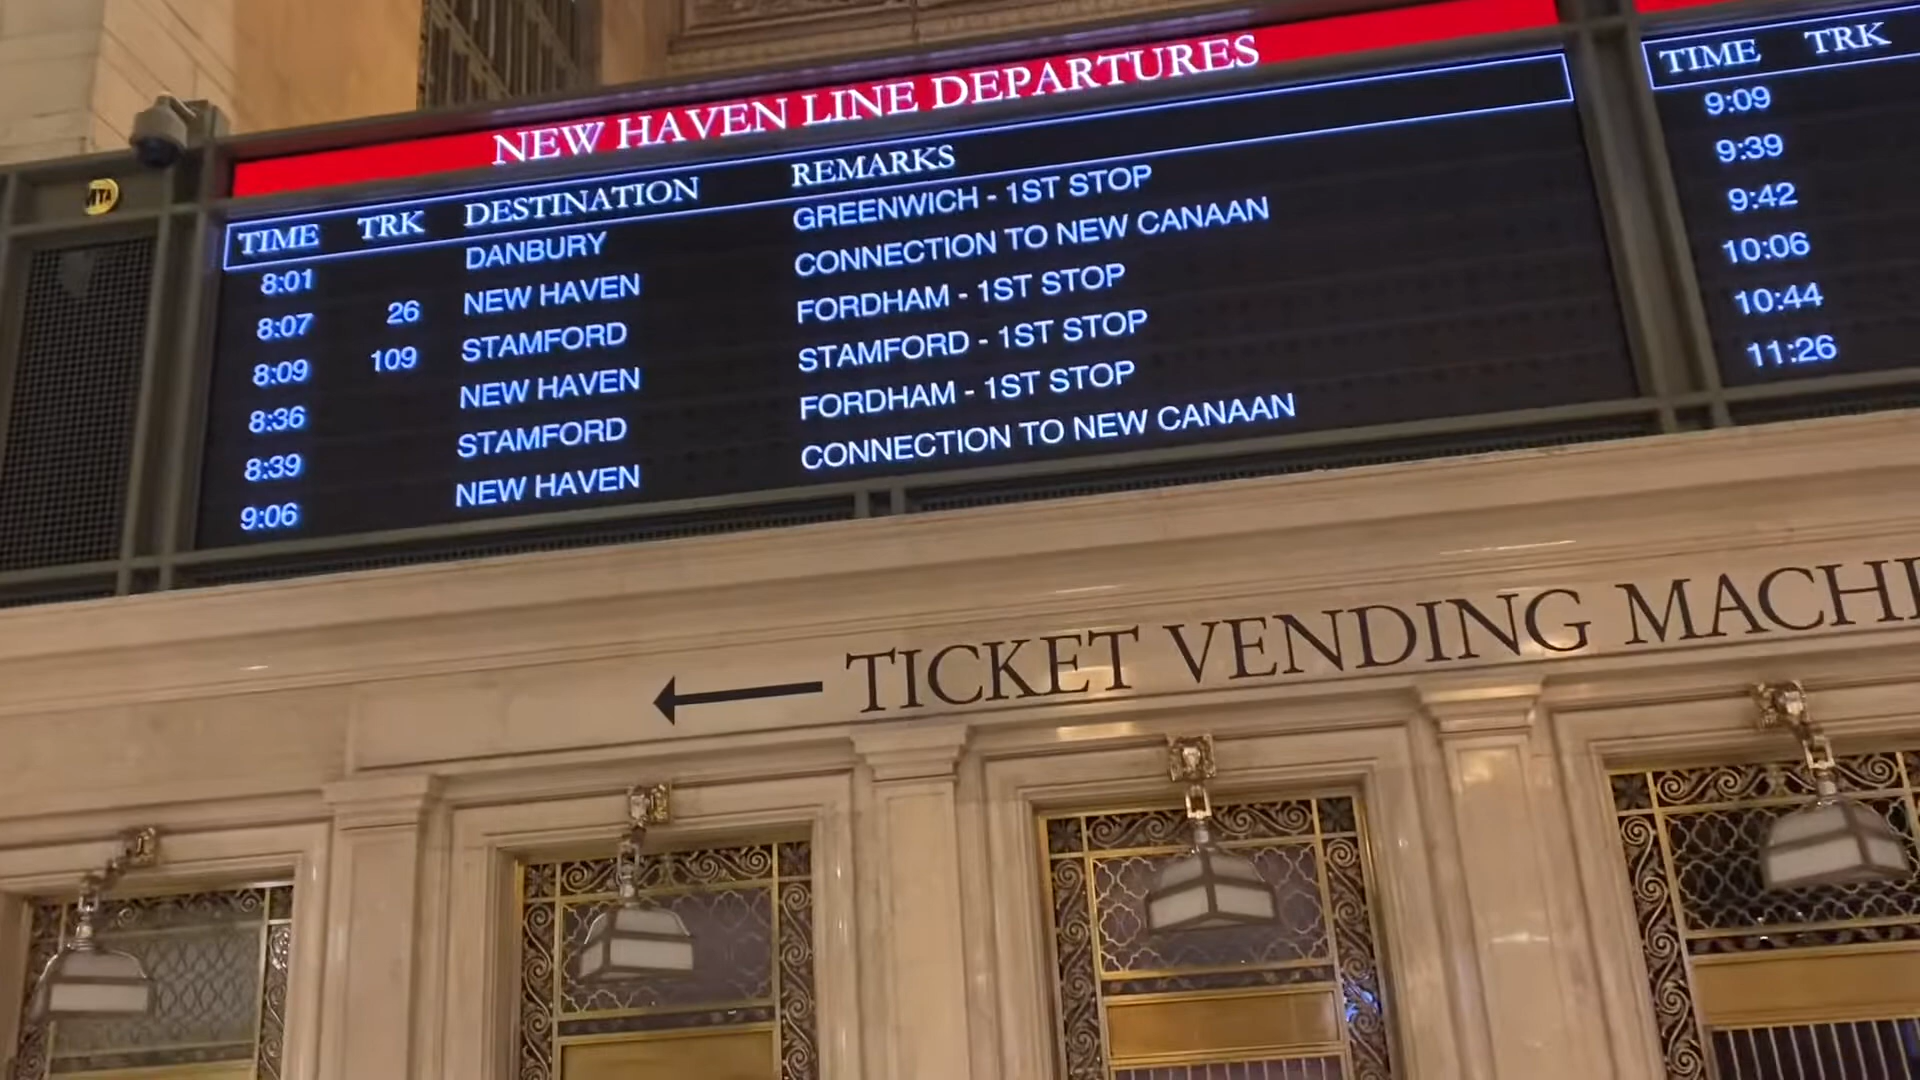 NEW HAVEN LINE DEPARTURES
TIME TRK DESTINATION REMARKS
8:01 DANBURY GREENWICH - 1ST STOP
8:07 26 NEW HAVEN CONNECTION TO NEW CANAAN
8:09 109 STAMFORD FORDHAM - 1ST STOP
8:36 NEW HAVEN STAMFORD - 1ST STOP
8:39 STAMFORD FORDHAM - 1ST STOP
9:06 NEW HAVEN CONNECTION TO NEW CANAAN
TIME TRK
9:09
9:39
9:42
10:06
10:44
11:26
MTA
← TICKET VENDING MACHI